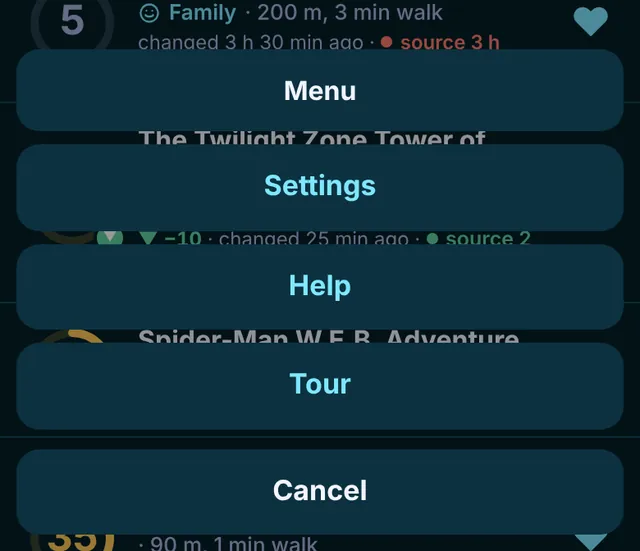 5
Family · 200 m, 3 min walk
changed 3 h 30 min ago · ● source 3 h
Menu
The Twilight Zone Tower of
Settings
▼ −10 · changed 25 min ago · ● source 2
Help
Spider-Man W.E.B. Adventure
Tour
Cancel
35
· 90 m, 1 min walk